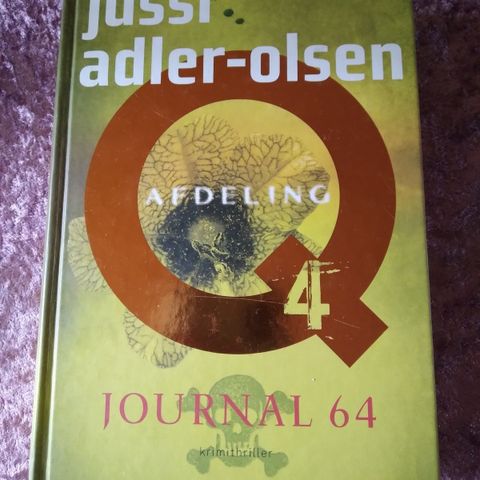 jussi
adler-olsen
Q
AFDELING
4
JOURNAL 64
krimithriller